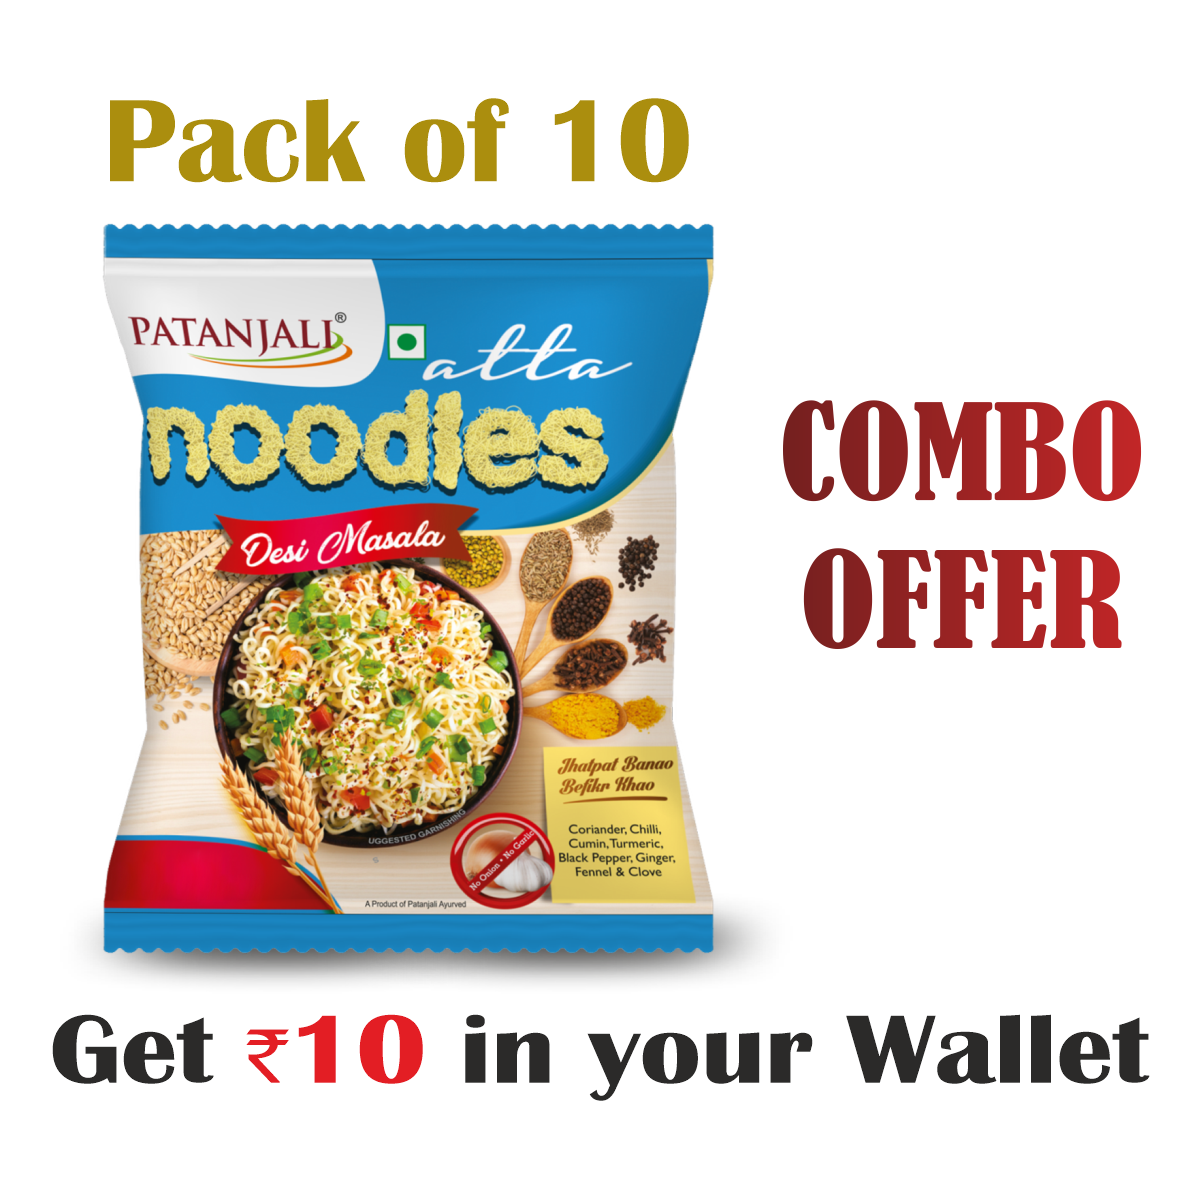 Pack of 10
PATANJALI®
atta
noodles
Desi Masala
COMBO
OFFER
Jhatpat Banao
Befikr Khao
Coriander, Chilli,
Cumin, Turmeric,
Black Pepper, Ginger,
Fennel & Clove
UGGESTED GARNISHING
No Onion • No Garlic
A Product of Patanjali Ayurved
Get ₹10 in your Wallet